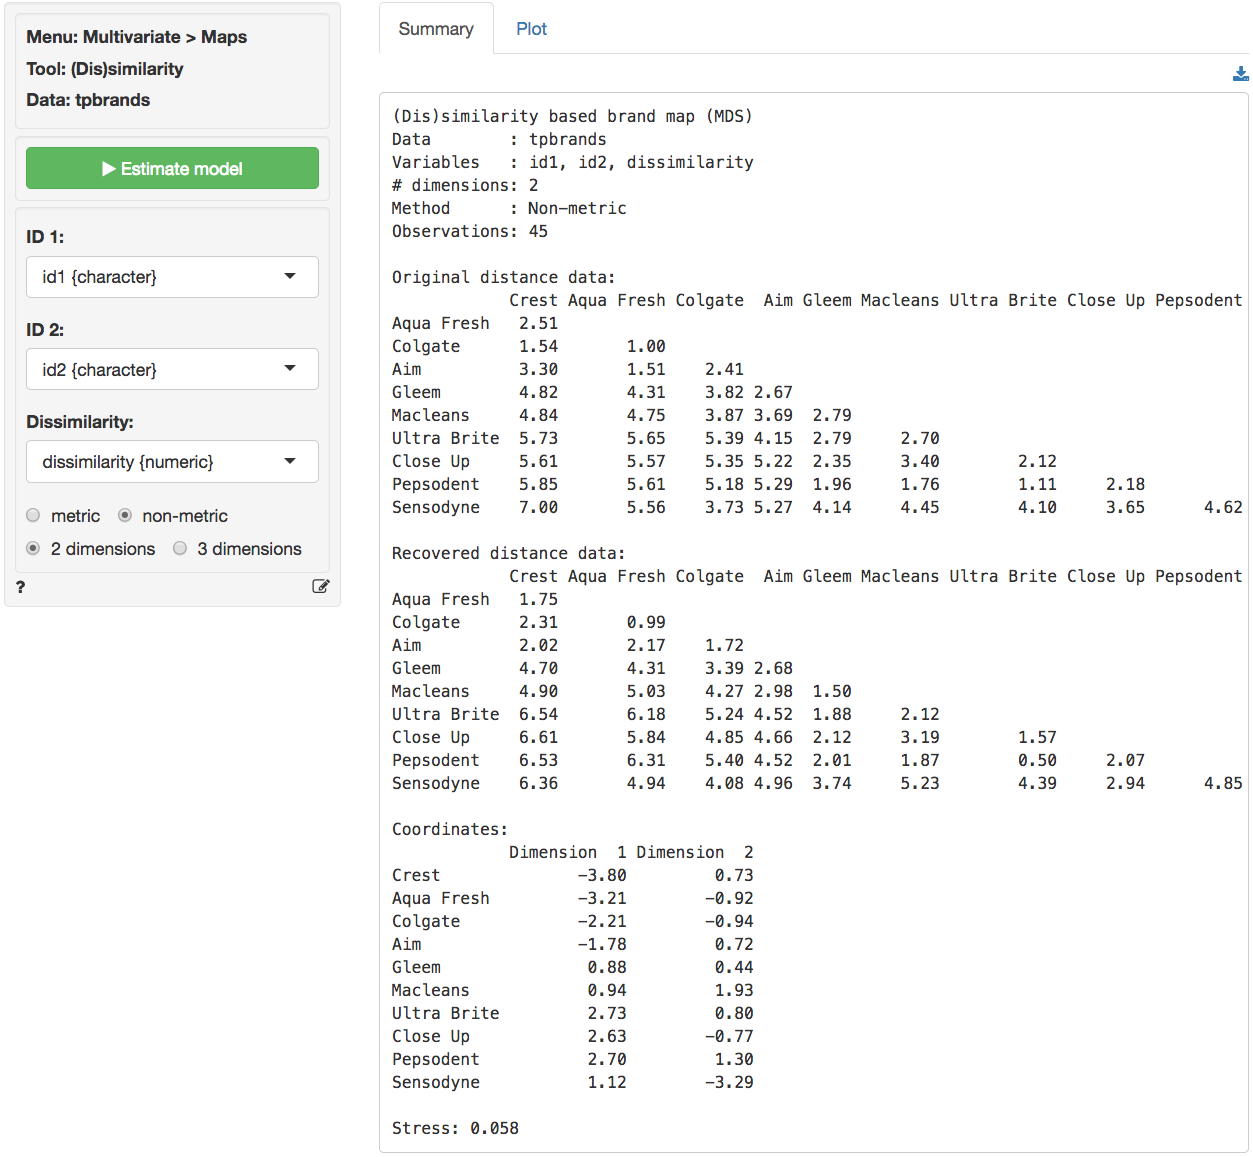 Menu: Multivariate > Maps
Tool: (Dis)similarity
Data: tpbrands
Estimate model
ID 1:
id1 {character}
ID 2:
id2 {character}
Dissimilarity:
dissimilarity {numeric}
metric non-metric
2 dimensions 3 dimensions
?
Summary Plot
(Dis)similarity based brand map (MDS)
Data : tpbrands
Variables : id1, id2, dissimilarity
# dimensions: 2
Method : Non-metric
Observations: 45
Original distance data:
Crest Aqua Fresh Colgate Aim Gleem Macleans Ultra Brite Close Up Pepsodent
Aqua Fresh 2.51
Colgate 1.54 1.00
Aim 3.30 1.51 2.41
Gleem 4.82 4.31 3.82 2.67
Macleans 4.84 4.75 3.87 3.69 2.79
Ultra Brite 5.73 5.65 5.39 4.15 2.79 2.70
Close Up 5.61 5.57 5.35 5.22 2.35 3.40 2.12
Pepsodent 5.85 5.61 5.18 5.29 1.96 1.76 1.11 2.18
Sensodyne 7.00 5.56 3.73 5.27 4.14 4.45 4.10 3.65 4.62
Recovered distance data:
Crest Aqua Fresh Colgate Aim Gleem Macleans Ultra Brite Close Up Pepsodent
Aqua Fresh 1.75
Colgate 2.31 0.99
Aim 2.02 2.17 1.72
Gleem 4.70 4.31 3.39 2.68
Macleans 4.90 5.03 4.27 2.98 1.50
Ultra Brite 6.54 6.18 5.24 4.52 1.88 2.12
Close Up 6.61 5.84 4.85 4.66 2.12 3.19 1.57
Pepsodent 6.53 6.31 5.40 4.52 2.01 1.87 0.50 2.07
Sensodyne 6.36 4.94 4.08 4.96 3.74 5.23 4.39 2.94 4.85
Coordinates:
Dimension 1 Dimension 2
Crest -3.80 0.73
Aqua Fresh -3.21 -0.92
Colgate -2.21 -0.94
Aim -1.78 0.72
Gleem 0.88 0.44
Macleans 0.94 1.93
Ultra Brite 2.73 0.80
Close Up 2.63 -0.77
Pepsodent 2.70 1.30
Sensodyne 1.12 -3.29
Stress: 0.058